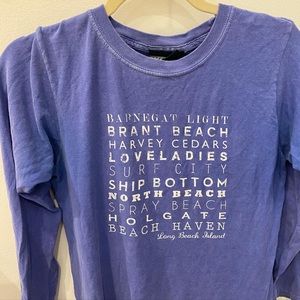 BARNEGAT LIGHT
BRANT BEACH
HARVEY CEDARS
LOVELADIES
SURF CITY
SHIP BOTTOM
NORTH BEACH
SPRAY BEACH
HOLGATE
BEACH HAVEN
Long Beach Island